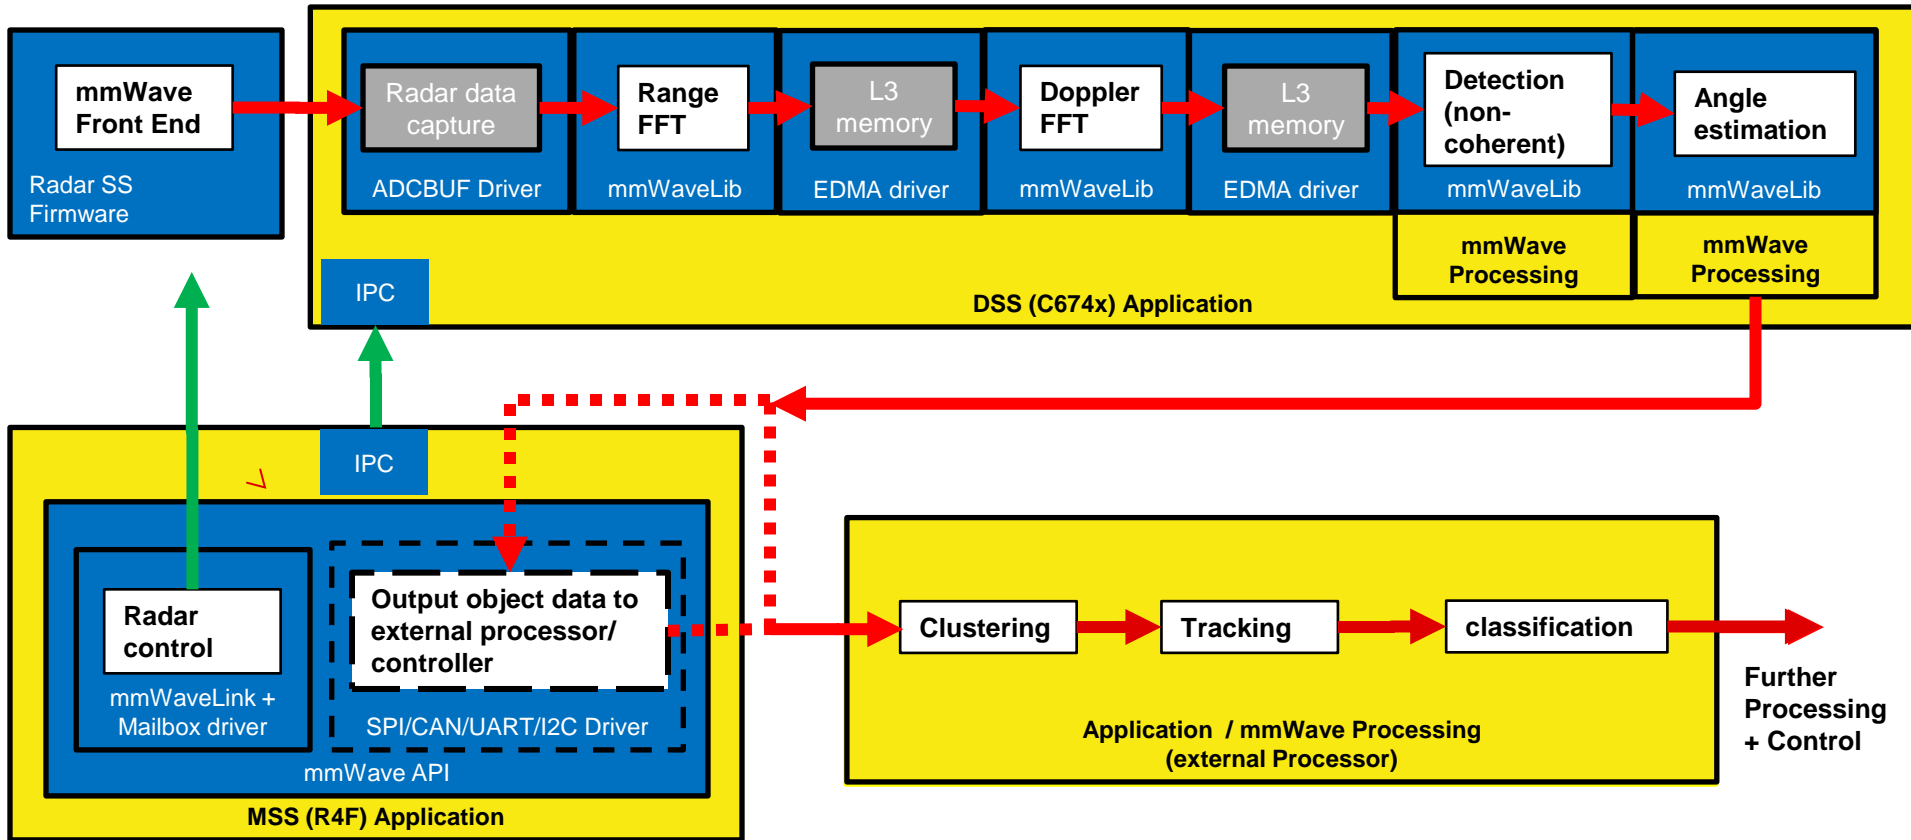 mmWave
Front End
Radar SS
Firmware
Radar data
capture
ADCBUF Driver
Range
FFT
mmWaveLib
L3
memory
EDMA driver
Doppler
FFT
mmWaveLib
L3
memory
EDMA driver
Detection
(non-
coherent)
mmWaveLib
mmWave
Processing
Angle
estimation
mmWaveLib
mmWave
Processing
IPC
DSS (C674x) Application
IPC
Radar
control
mmWaveLink +
Mailbox driver
Output object data to
external processor/
controller
SPI/CAN/UART/I2C Driver
mmWave API
MSS (R4F) Application
Clustering
Tracking
classification
Application  / mmWave Processing
(external Processor)
Further
Processing
+ Control